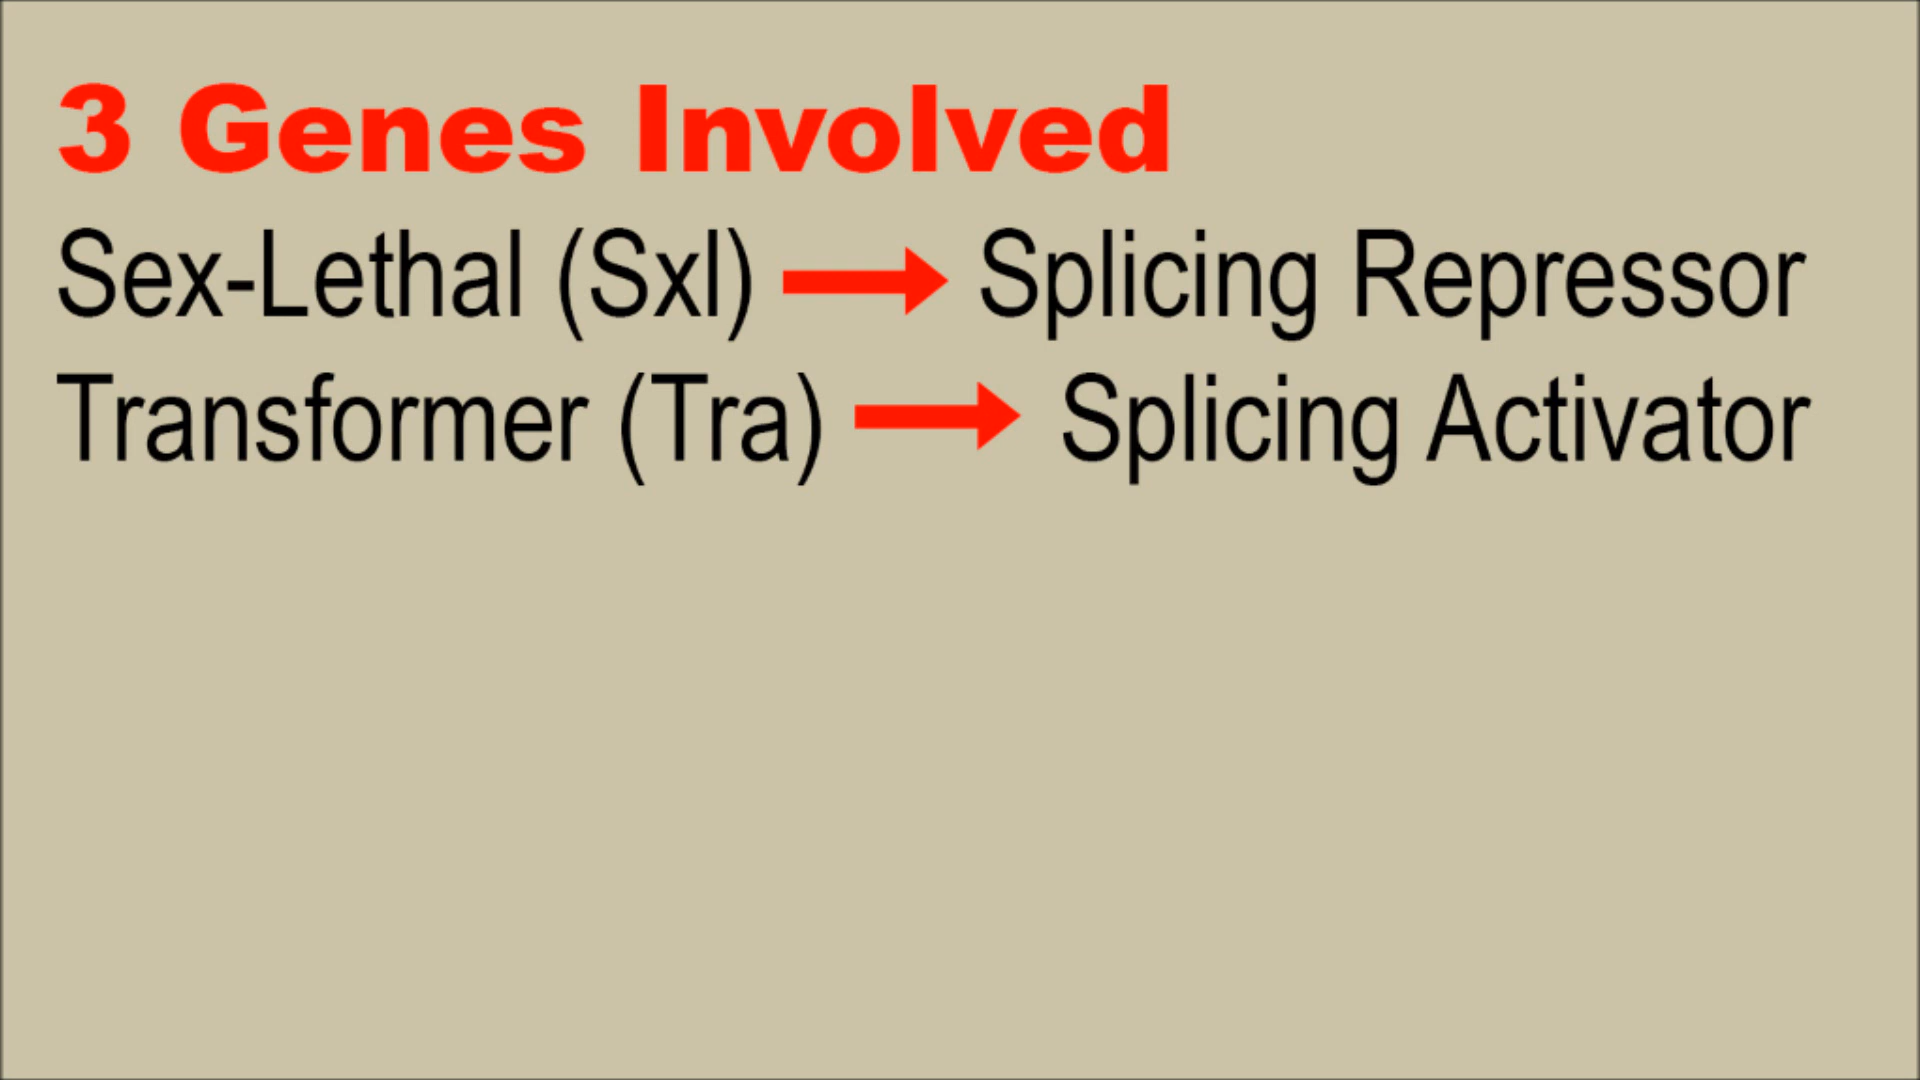 3 Genes Involved
Sex-Lethal (Sxl) Splicing Repressor
Transformer (Tra) Splicing Activator